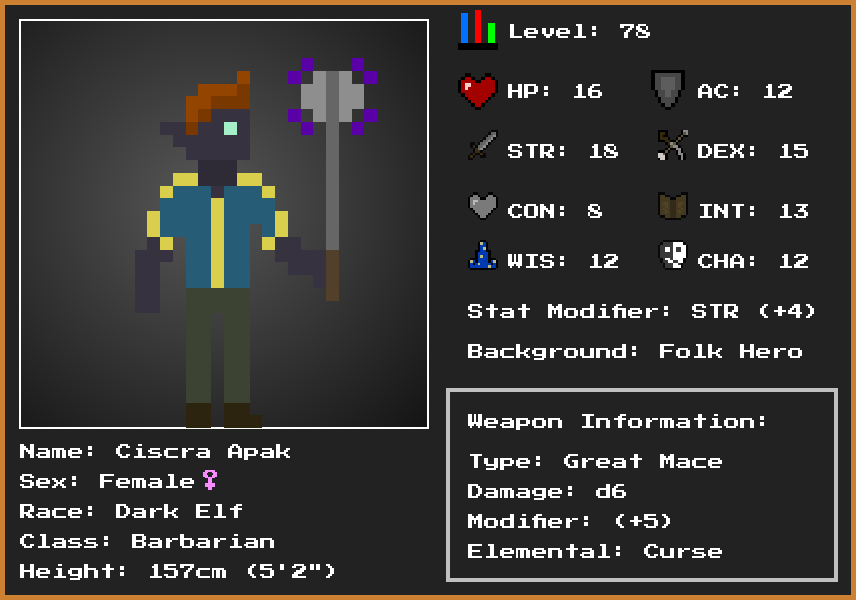 Level: 78
HP: 16
AC: 12
STR: 18
DEX: 15
CON: 8
INT: 13
WIS: 12
CHA: 12
Stat Modifier: STR (+4)
Background: Folk Hero
Name: Ciscra Apak
Sex: Female♀
Race: Dark Elf
Class: Barbarian
Height: 157cm (5'2")
Weapon Information:
Type: Great Mace
Damage: d6
Modifier: (+5)
Elemental: Curse